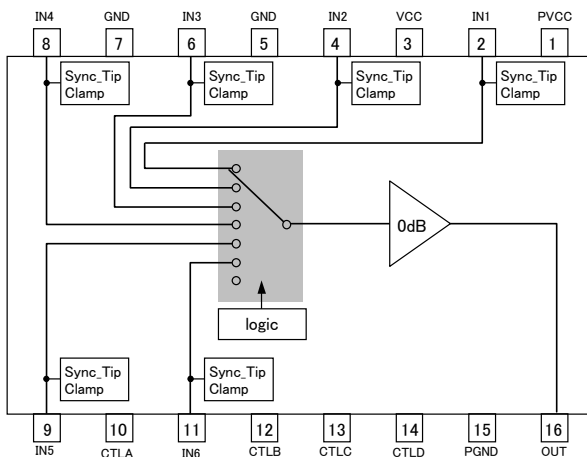 IN4 GND IN3 GND IN2 VCC IN1 PVCC
8 7 6 5 4 3 2 1
Sync_Tip Sync_Tip Sync_Tip Sync_Tip
Clamp Clamp Clamp Clamp
0dB
logic
Sync_Tip Sync_Tip
Clamp Clamp
9 10 11 12 13 14 15 16
IN5 CTLA IN6 CTLB CTLC CTLD PGND OUT